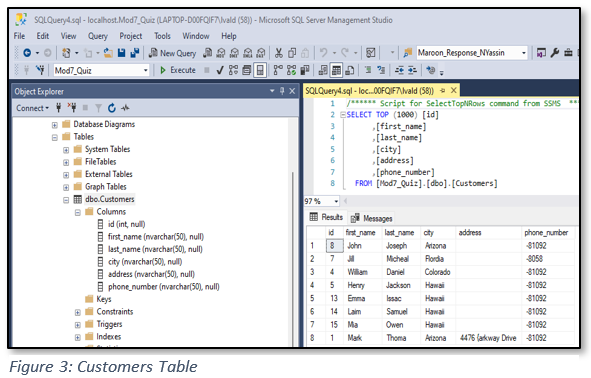 SQLQuery4.sql - localhost.Mod7_Quiz (LAPTOP-D00FQIF7\lvald (58)) - Microsoft SQL Server Management Studio
File Edit View Query Project Tools Window Help
New Query
Maroon_Response_NYassin
Mod7_Quiz
Execute
Object Explorer
Connect
Database Diagrams
Tables
System Tables
FileTables
External Tables
Graph Tables
dbo.Customers
Columns
id (int, null)
first_name (nvarchar(50), null)
last_name (nvarchar(50), null)
city (nvarchar(50), null)
address (nvarchar(50), null)
phone_number (nvarchar(50), null)
Keys
Constraints
Triggers
Indexes
SQLQuery4.sql - loc...00FQIF7\lvald (58))
1 /****** Script for SelectTopNRows command from SSMS ***
2 SELECT TOP (1000) [id]
3 ,[first_name]
4 ,[last_name]
5 ,[city]
6 ,[address]
7 ,[phone_number]
8 FROM [Mod7_Quiz].[dbo].[Customers]
97 %
Results Messages
id first_name last_name city address phone_number
1 8 John Joseph Arizona -81092
2 7 Jill Micheal Flordia -8058
3 4 William Daniel Colorado -81092
4 5 Henry Jackson Hawaii -81092
5 13 Emma Issac Hawaii -81092
6 14 Laim Samuel Hawaii -81092
7 15 Mia Owen Hawaii -81092
8 1 Mark Thoma Arizona 4476 {arkway Drive -81092
Figure 3: Customers Table